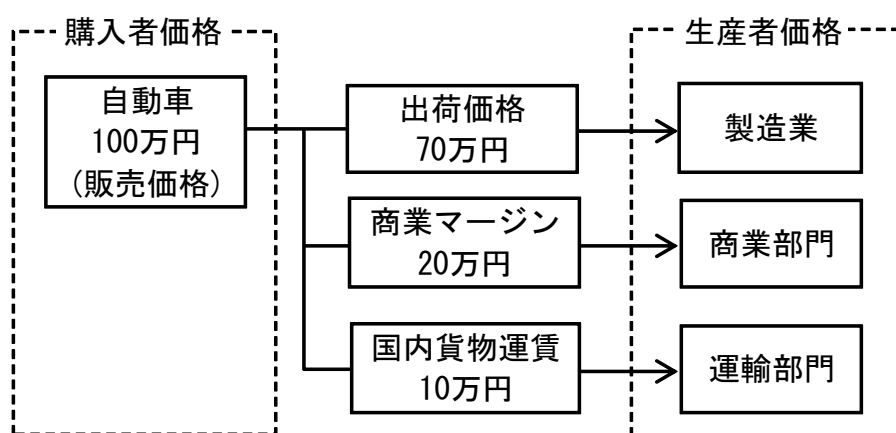 購入者価格
生産者価格
自動車
100万円
(販売価格)
出荷価格
70万円
製造業
商業マージン
20万円
商業部門
国内貨物運賃
10万円
運輸部門